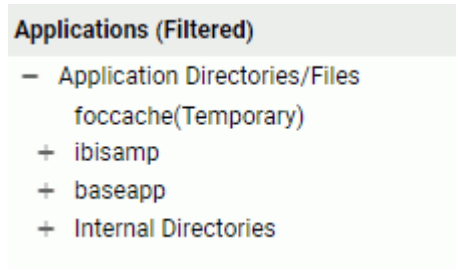 Applications (Filtered)
Application Directories/Files
foccache(Temporary)
ibisamp
baseapp
Internal Directories